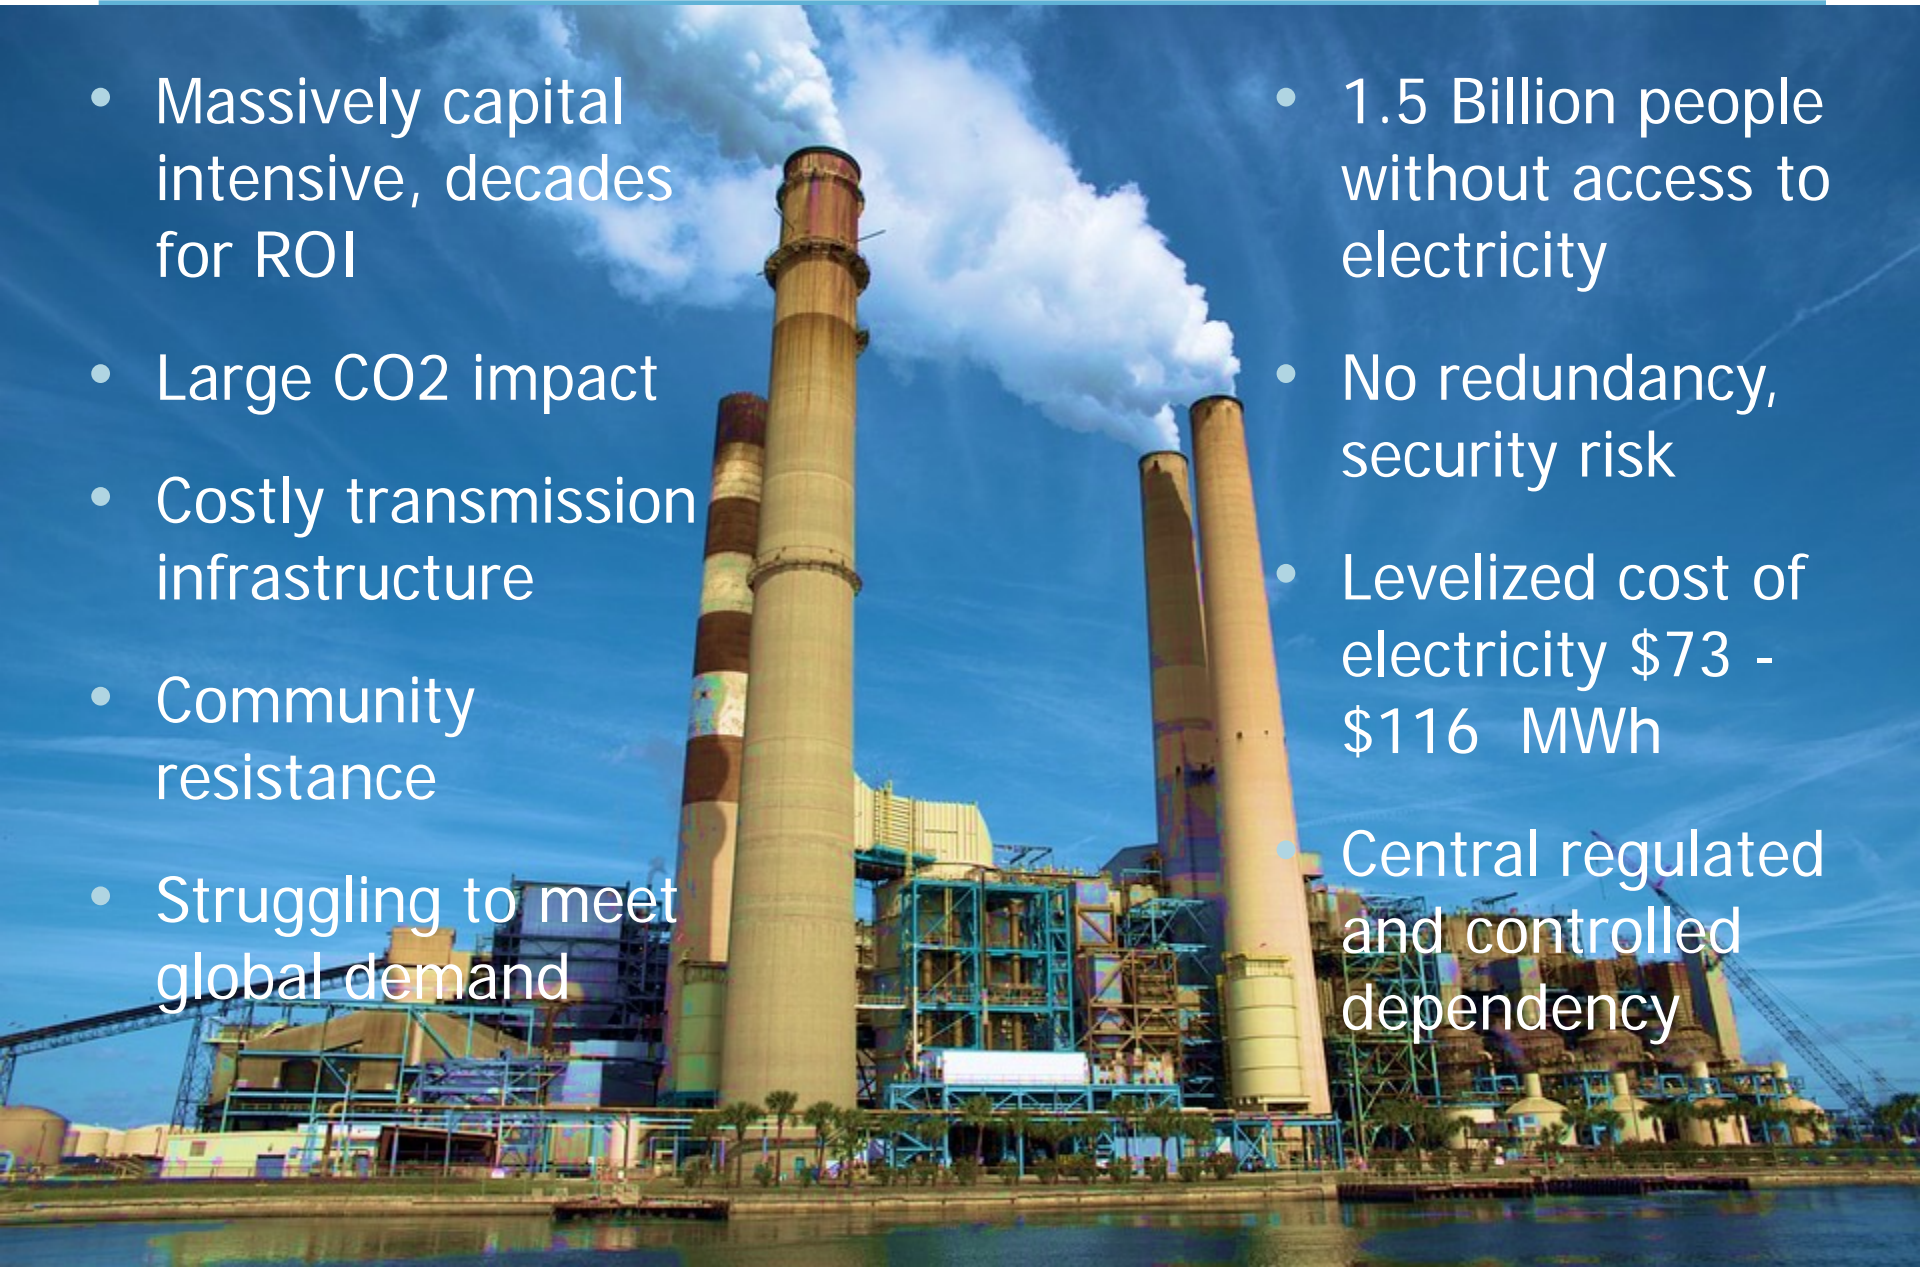 • Massively capital
intensive, decades
for ROI
• Large CO2 impact
• Costly transmission
infrastructure
• Community
resistance
• Struggling to meet
global demand
• 1.5 Billion people
without access to
electricity
• No redundancy,
security risk
• Levelized cost of
electricity $73 -
$116  MWh
• Central regulated
and controlled
dependency